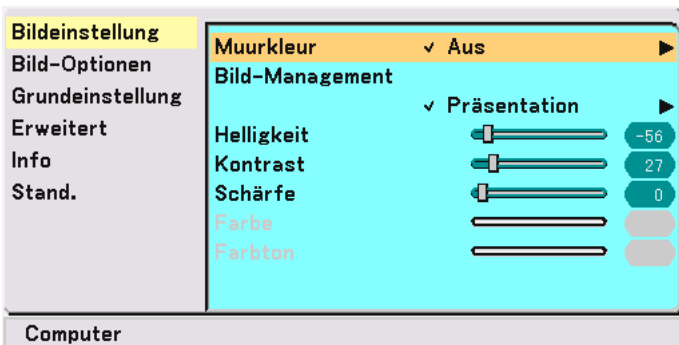 Bildeinstellung
Bild-Optionen
Grundeinstellung
Erweitert
Info
Stand.
Muurkleur ✓ Aus ▶
Bild-Management
✓ Präsentation ▶
Helligkeit -56
Kontrast 27
Schärfe 0
Farbe
Farbton
Computer